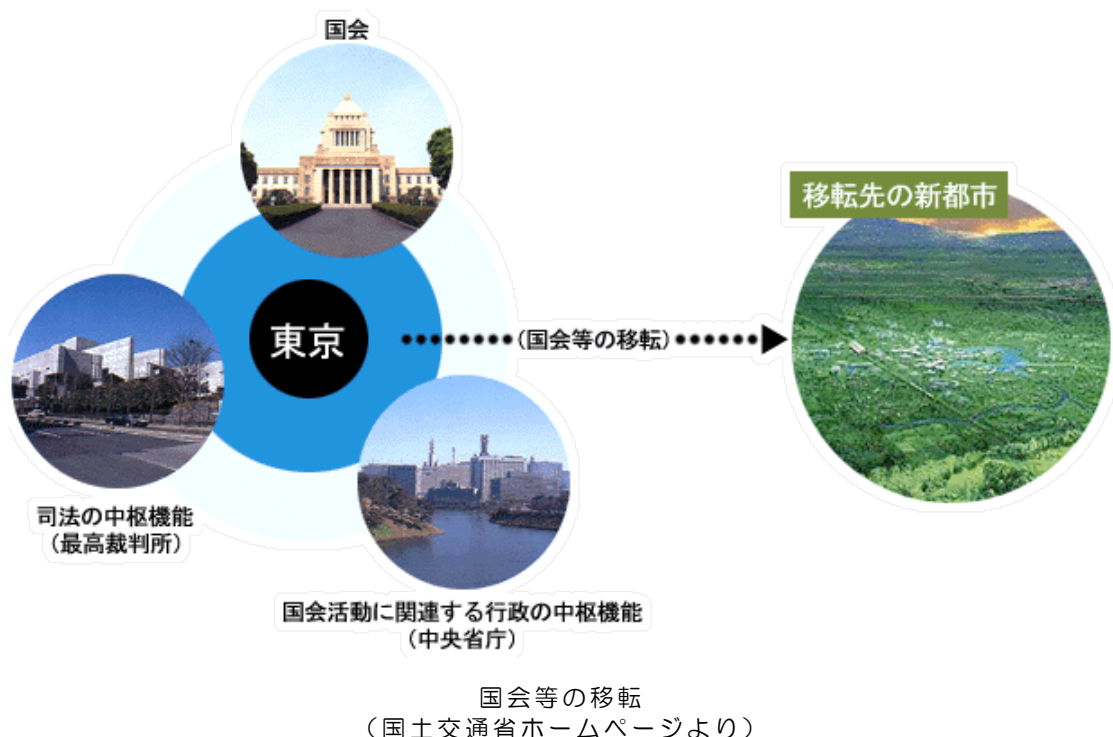 国会
移転先の新都市
東京
(国会等の移転)
司法の中枢機能
(最高裁判所)
国会活動に関連する行政の中枢機能
(中央省庁)
国会等の移転
(国土交通省ホームページより)